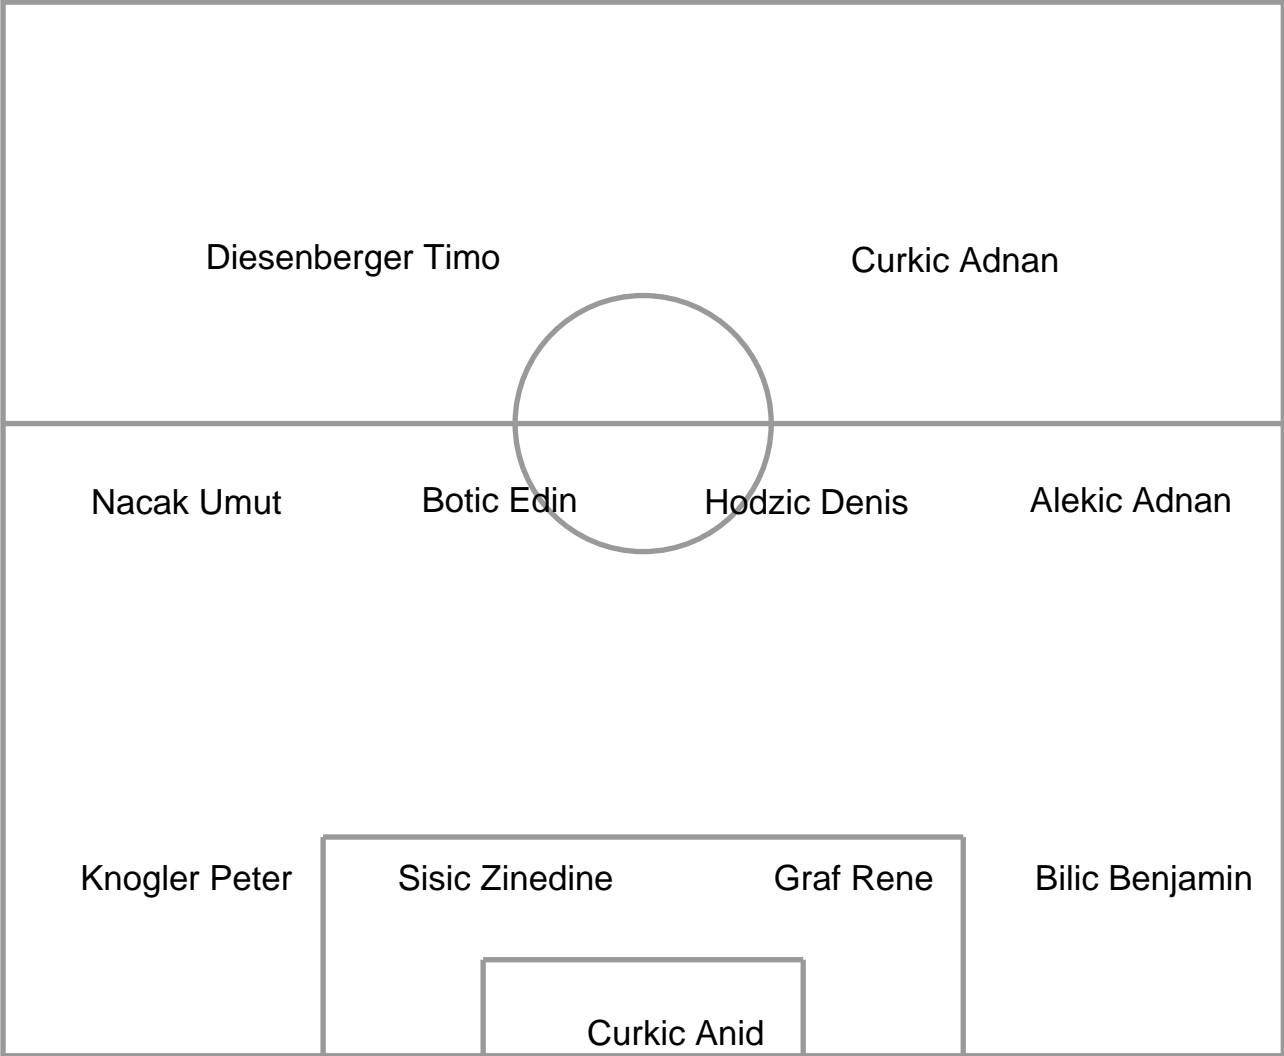 Diesenberger Timo
Curkic Adnan
Nacak Umut
Botic Edin
Hodzic Denis
Alekic Adnan
Knogler Peter
Sisic Zinedine
Graf Rene
Bilic Benjamin
Curkic Anid